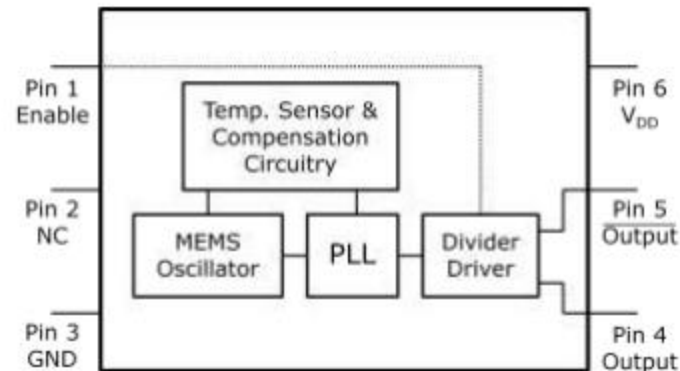 Pin 1
Enable
Pin 2
NC
Pin 3
GND
Temp. Sensor &
Compensation
Circuitry
MEMS
Oscillator
PLL
Divider
Driver
Pin 6
VDD
Pin 5
Output
Pin 4
Output